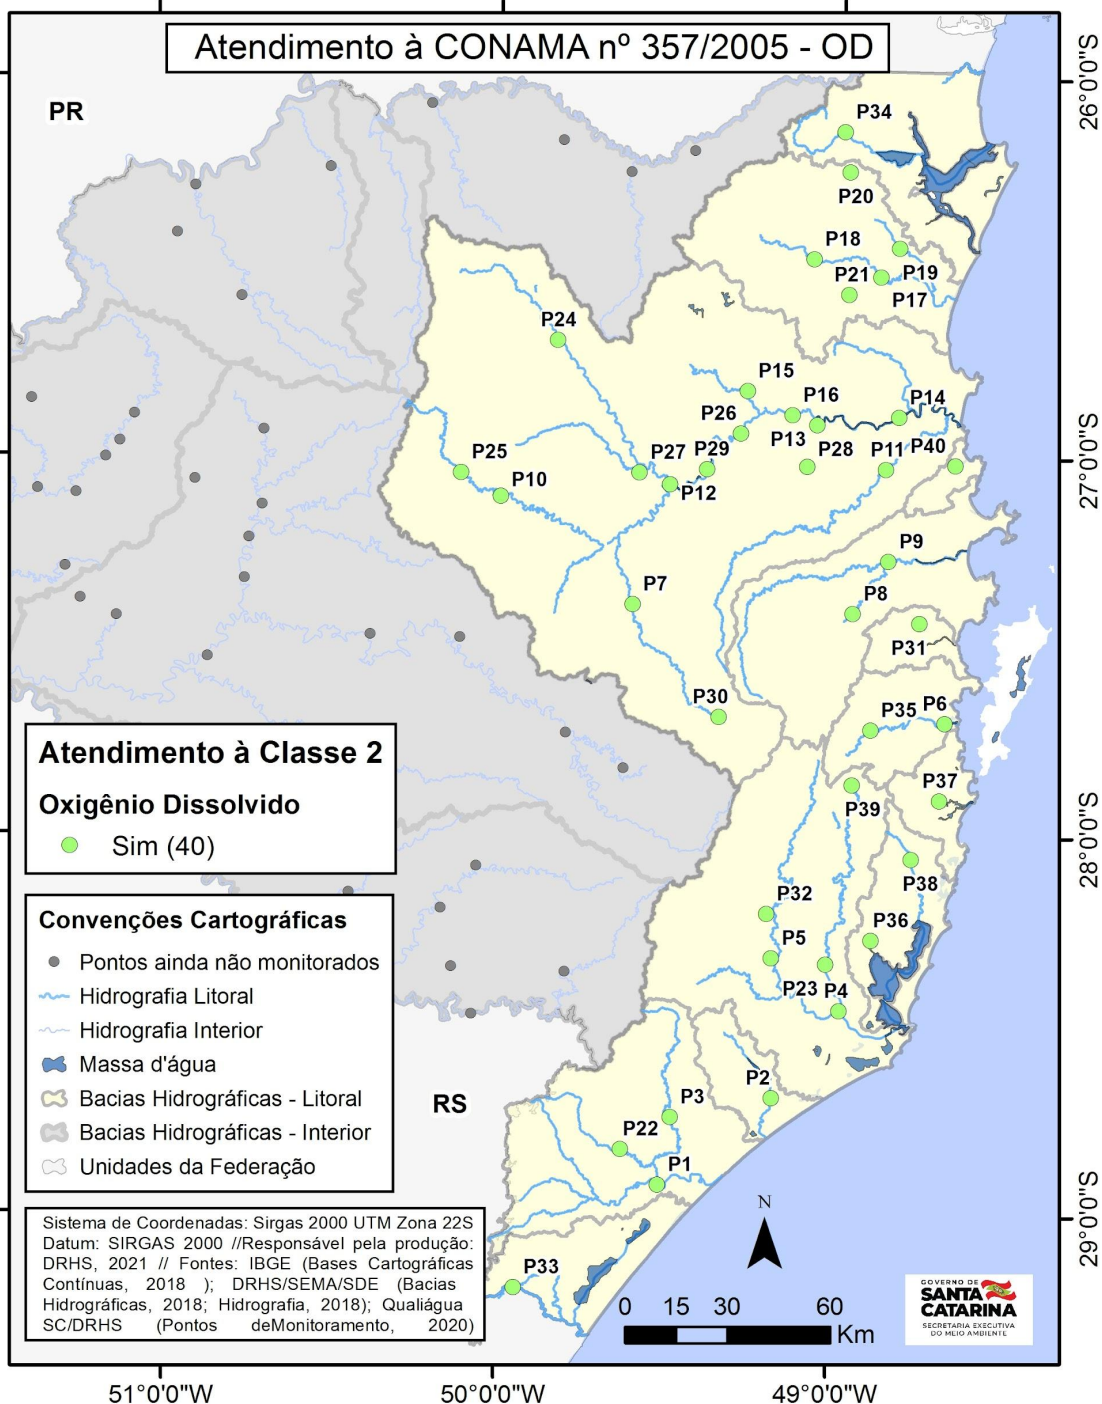 Atendimento à CONAMA nº 357/2005 - OD
PR
P34
P20
P18
P19
P21
P17
P24
P15
P16
P14
P26
P13
P28
P11
P40
P25
P10
P27
P29
P12
P9
P7
P8
P31
P30
P35
P6
P37
P39
P38
P32
P36
P5
P23
P4
RS
P2
P3
P22
P1
P33
26°0'0"S
27°0'0"S
28°0'0"S
29°0'0"S
Atendimento à Classe 2
Oxigênio Dissolvido
Sim (40)
Convenções Cartográficas
Pontos ainda não monitorados
Hidrografia Litoral
Hidrografia Interior
Massa d'água
Bacias Hidrográficas - Litoral
Bacias Hidrográficas - Interior
Unidades da Federação
Sistema de Coordenadas: Sirgas 2000 UTM Zona 22S
Datum: SIRGAS 2000 //Responsável pela produção:
DRHS, 2021 // Fontes: IBGE (Bases Cartográficas
Contínuas, 2018 ); DRHS/SEMA/SDE (Bacias
Hidrográficas, 2018; Hidrografia, 2018); Qualiágua
SC/DRHS (Pontos deMonitoramento, 2020)
N
0 15 30 60
Km
GOVERNO DE
SANTA
CATARINA
SECRETARIA EXECUTIVA
DO MEIO AMBIENTE
51°0'0"W
50°0'0"W
49°0'0"W